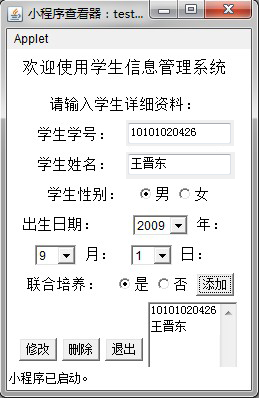 小程序查看器：test...
Applet
欢迎使用学生信息管理系统
请输入学生详细资料：
学生学号： 10101020426
学生姓名： 王晋东
学生性别： 男 女
出生日期： 2009 年：
9 月： 1 日：
联合培养： 是 否 添加
10101020426
王晋东
修改 删除 退出
小程序已启动。